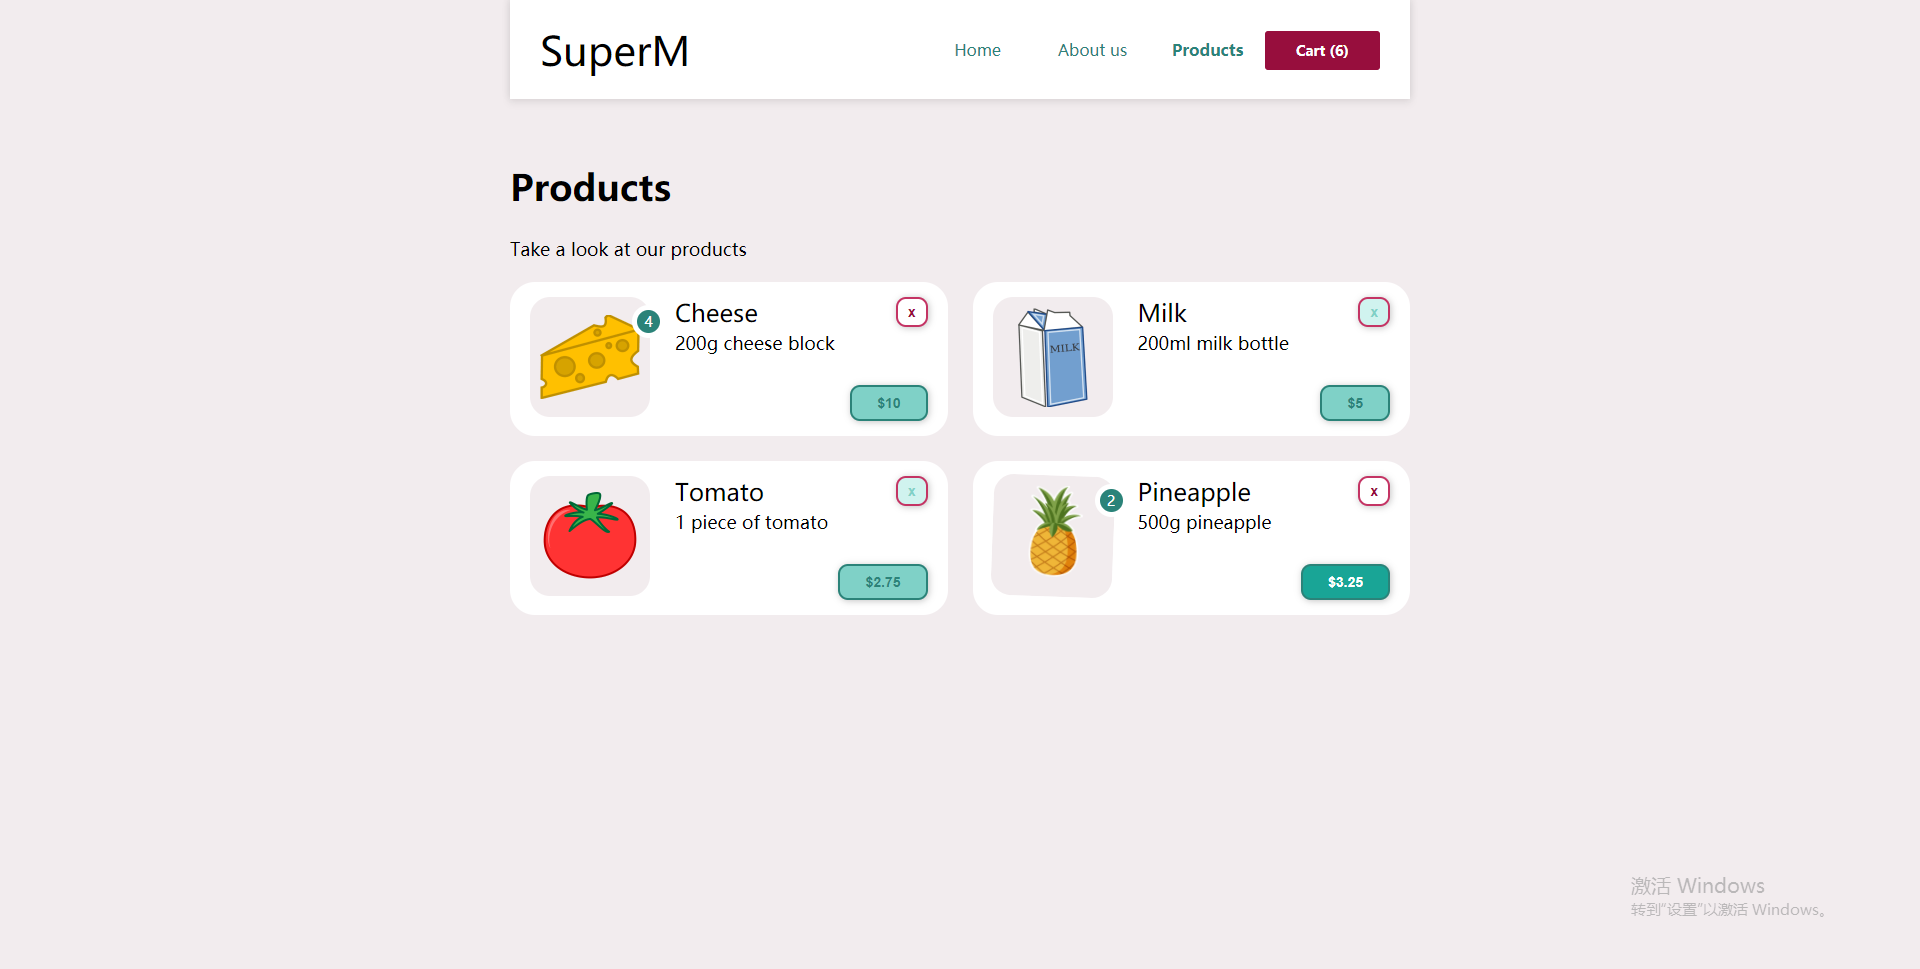 SuperM
Home
About us
Products
Cart (6)
Products
Take a look at our products
4
Cheese
x
200g cheese block
$10
MILK
Milk
x
200ml milk bottle
$5
Tomato
x
1 piece of tomato
$2.75
2
Pineapple
x
500g pineapple
$3.25
激活 Windows
转到“设置”以激活 Windows。